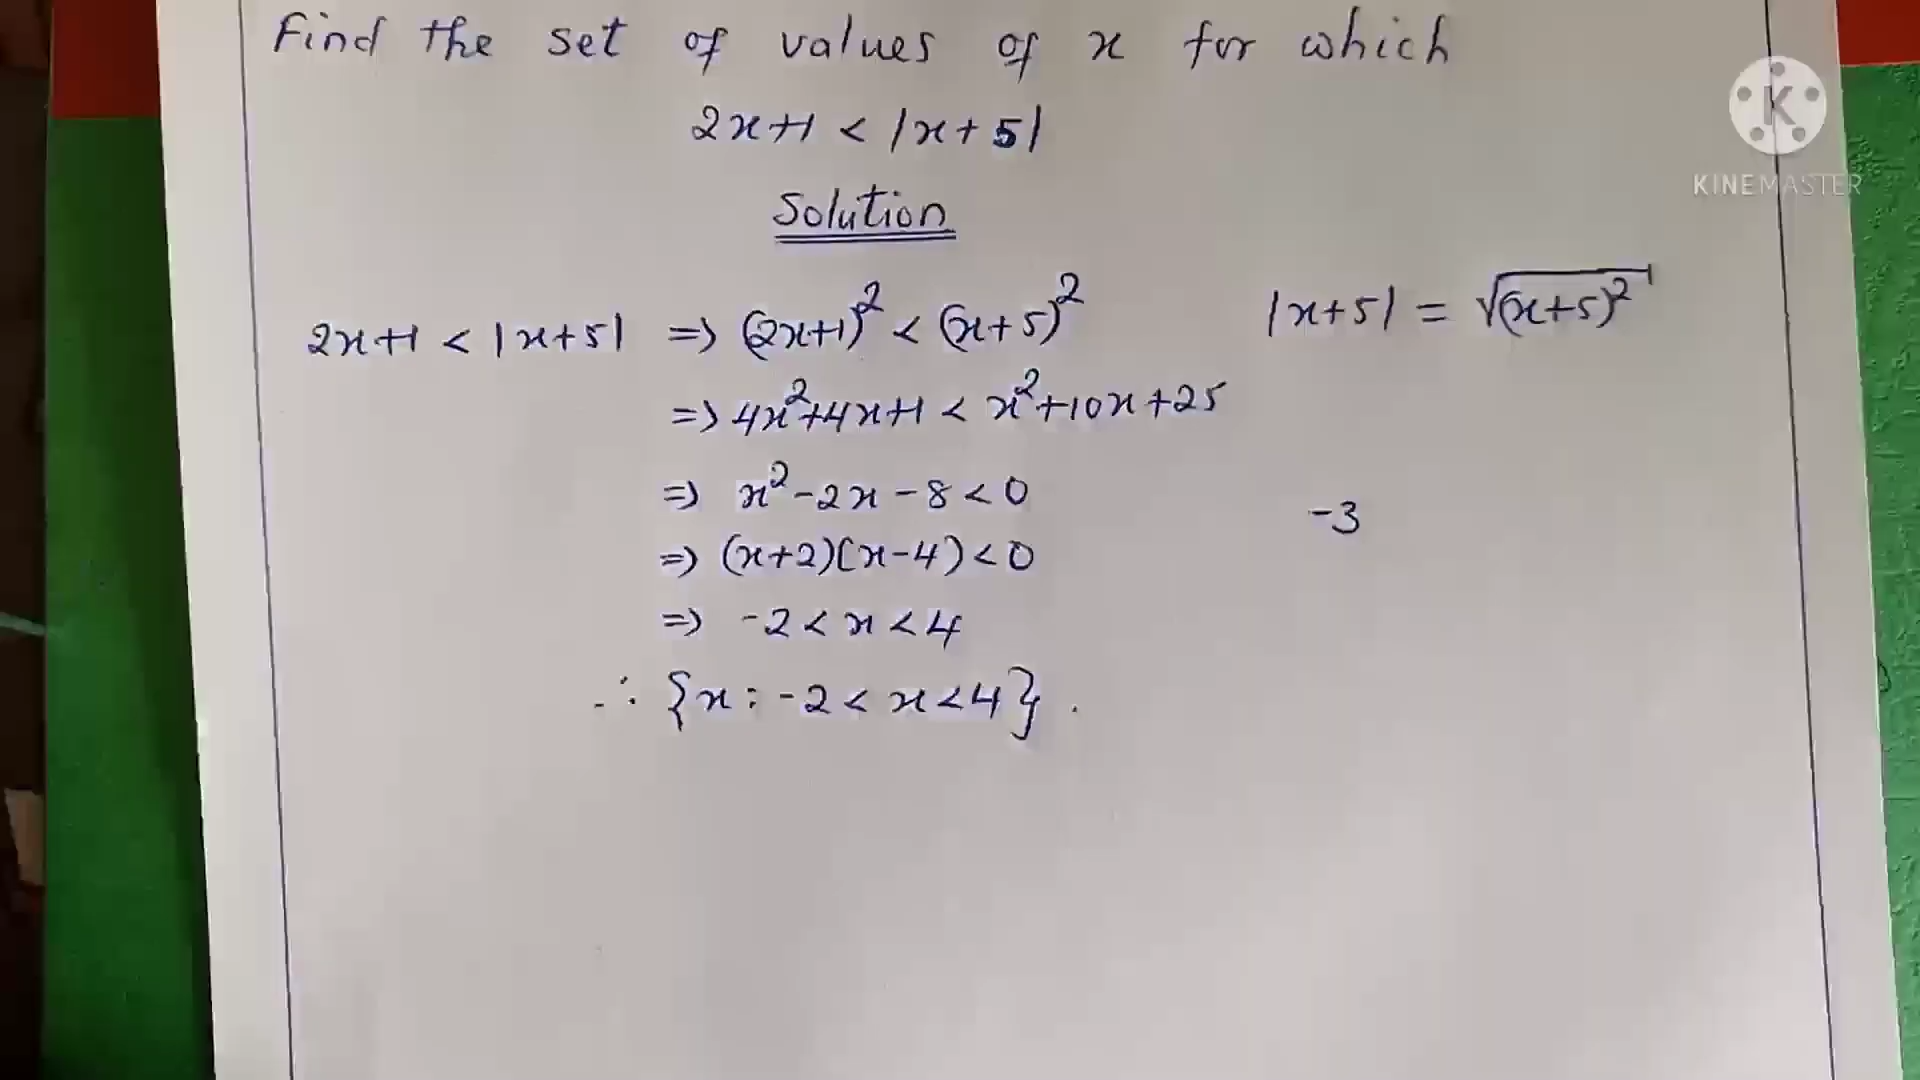 Find the set of values of x for which
2x+1 < |x+5|
Solution
2x+1 < |x+5| => (2x+1)² < (x+5)²
|x+5| = √(x+5)²
=> 4x²+4x+1 < x²+10x+25
=> x²-2x-8<0
-3
=> (x+2)(x-4)<0
=> -2<x<4
∴ {x: -2< x<4}.
K
KINEMASTER